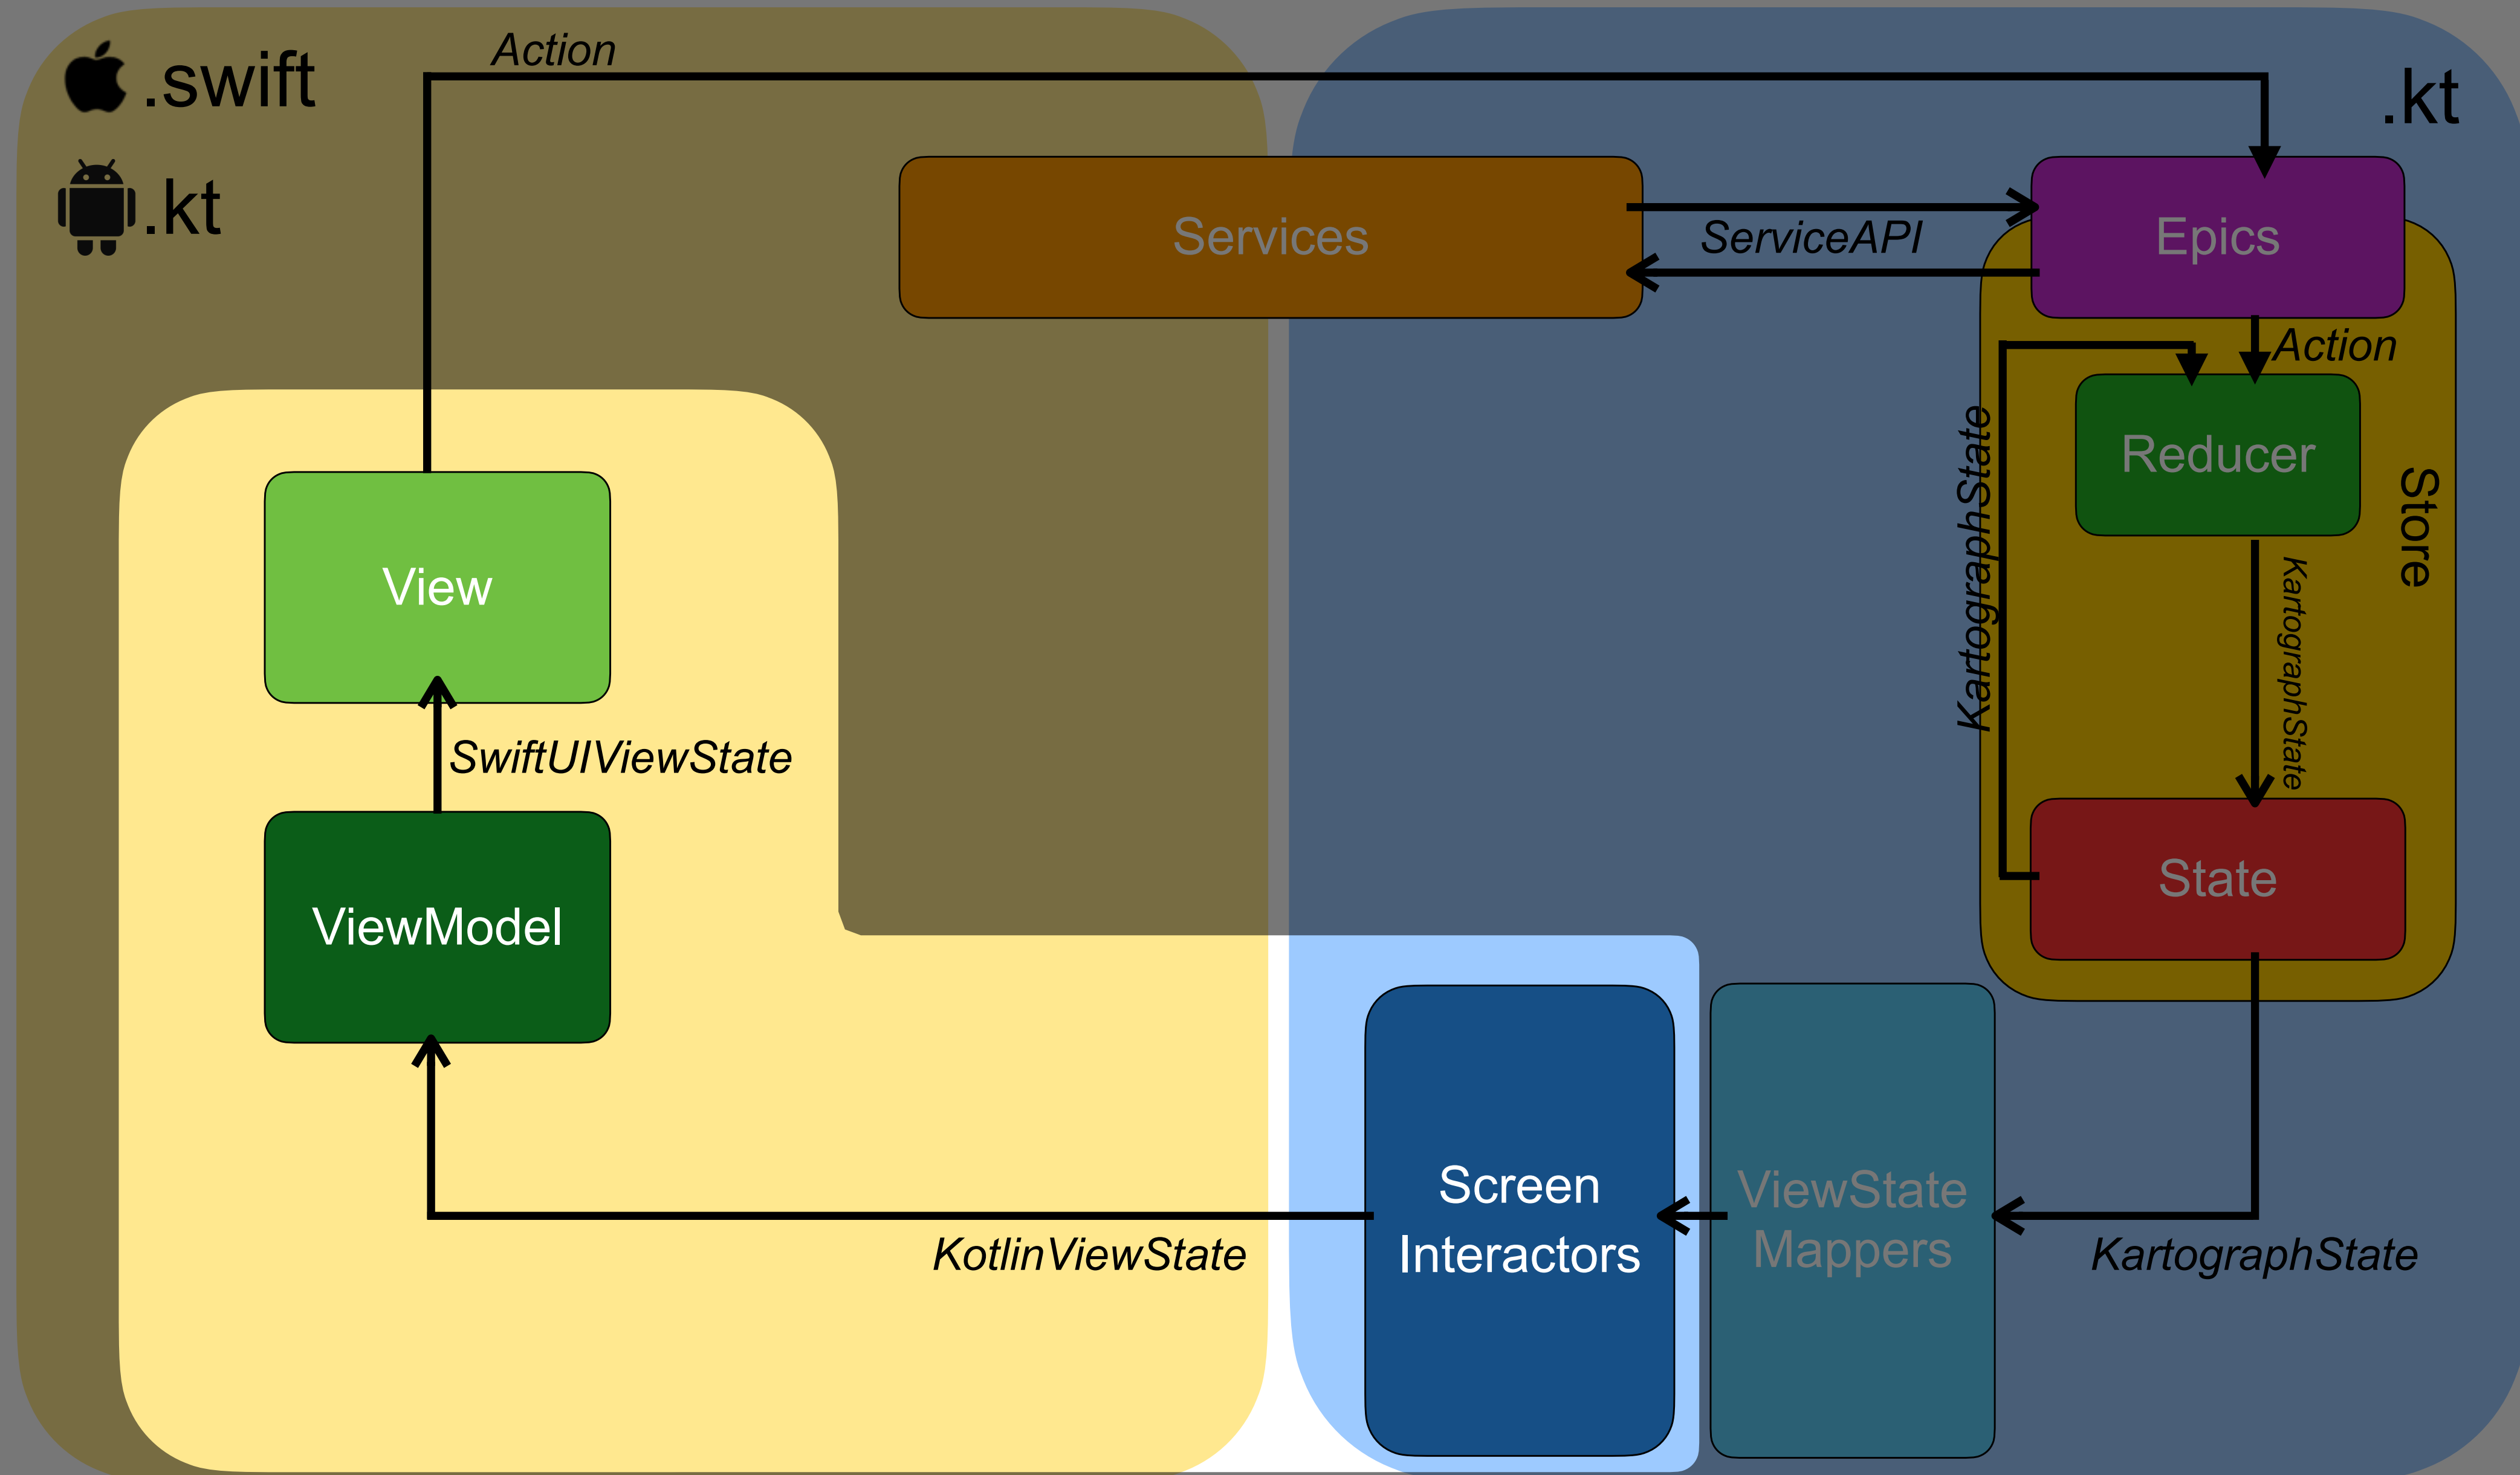 Action
.swift
.kt
.kt
Services
ServiceAPI
Epics
Action
Reducer
Store
KartographState
KartographState
View
SwiftUIViewState
State
ViewModel
Screen
Interactors
ViewState
Mappers
KotlinViewState
KartographState